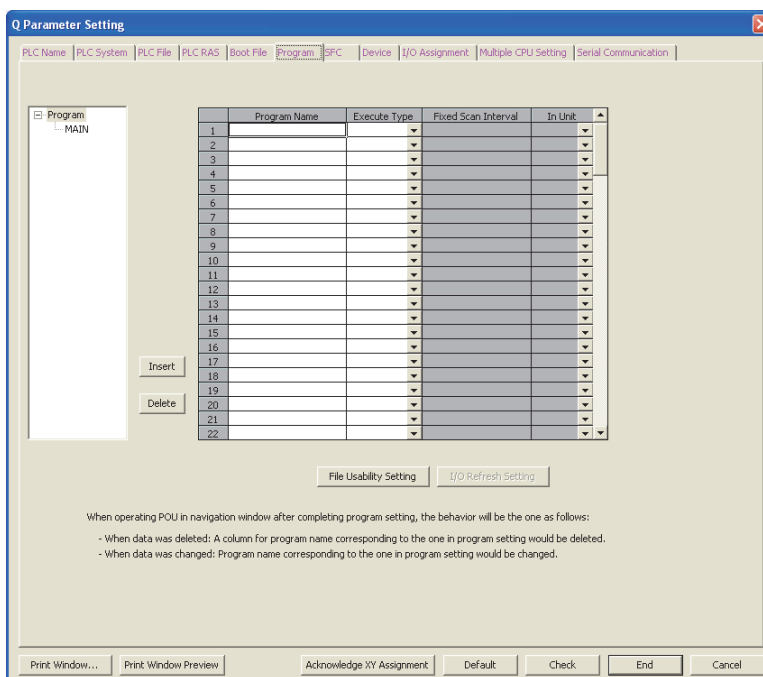 Q Parameter Setting
PLC Name PLC System PLC File PLC RAS Boot File Program SFC Device I/O Assignment Multiple CPU Setting Serial Communication
Program
MAIN
Program Name Execute Type Fixed Scan Interval In Unit
1
2
3
4
5
6
7
8
9
10
11
12
13
14
15
16
17
18
19
20
21
22
Insert
Delete
File Usability Setting I/O Refresh Setting
When operating POU in navigation window after completing program setting, the behavior will be the one as follows:
- When data was deleted: A column for program name corresponding to the one in program setting would be deleted.
- When data was changed: Program name corresponding to the one in program setting would be changed.
Print Window... Print Window Preview Acknowledge XY Assignment Default Check End Cancel